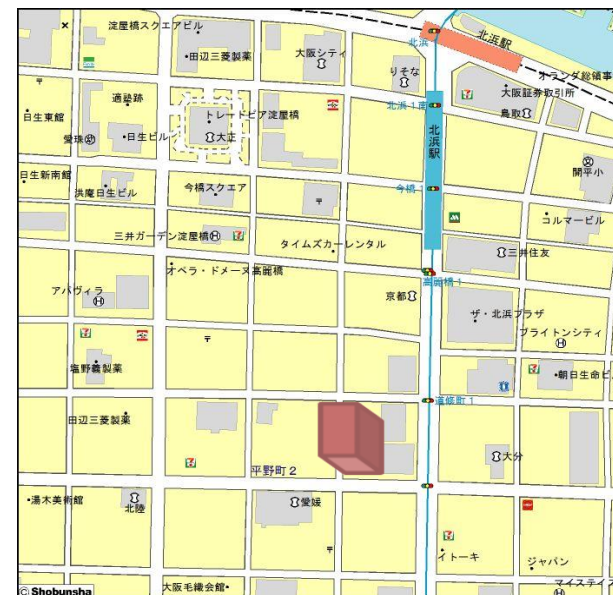 淀屋橋スクエアビル
北浜
北浜駅
田辺三菱製薬
大阪シティ
りそな
オランダ総領事
大阪証券取引所
適塾跡
北浜1南
鳥取
トレードピア淀屋橋
日生東館
愛珠
日生ビル
大正
北浜駅
開平小
日生新南館
洪庵日生ビル
今橋スクエア
今橋1
コルマービル
三井ガーデン淀屋橋
タイムズカーレンタル
三井住友
オペラ・ドメーヌ高麗橋
高麗橋1
アパヴィラ
京都
ザ・北浜プラザ
ブライトンシティ
塩野義製薬
朝日生命ビ
道修町1
田辺三菱製薬
平野町2
大分
湯木美術館
北陸
愛媛
イトーキ
ジャパン
大阪毛織会館
マイステイズ
© Shobunsha